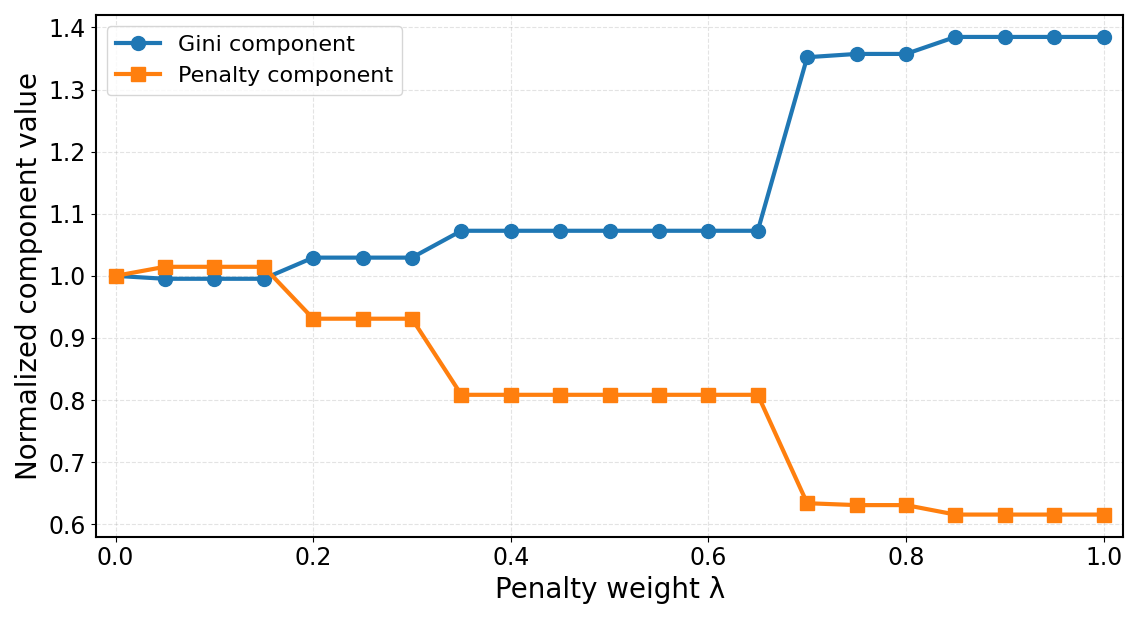 Normalized component value
1.4
1.3
1.2
1.1
1.0
0.9
0.8
0.7
0.6
Gini component
Penalty component
0.0 0.2 0.4 0.6 0.8 1.0
Penalty weight λ